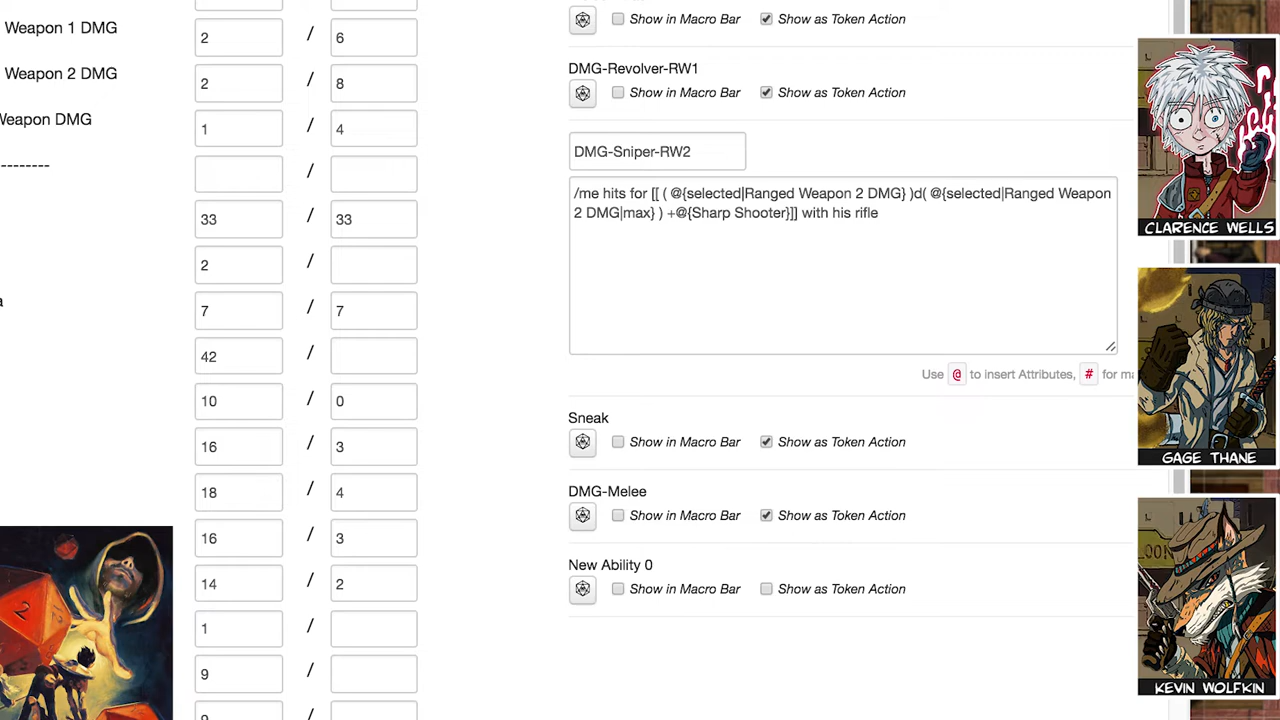 Weapon 1 DMG
2 / 6
Weapon 2 DMG
2 / 8
Weapon DMG
1 / 4
---------
/
33 / 33
2 /
7 / 7
42 /
10 / 0
16 / 3
18 / 4
16 / 3
14 / 2
1 /
9 /
Show in Macro Bar
Show as Token Action
DMG-Revolver-RW1
Show in Macro Bar
Show as Token Action
DMG-Sniper-RW2
/me hits for [[ ( @{selected|Ranged Weapon 2 DMG} )d( @{selected|Ranged Weapon
2 DMG|max} ) +@{Sharp Shooter}]] with his rifle
Use @ to insert Attributes, # for
Sneak
Show in Macro Bar
Show as Token Action
DMG-Melee
Show in Macro Bar
Show as Token Action
New Ability 0
Show in Macro Bar
Show as Token Action
CLARENCE WELLS
GAGE THANE
KEVIN WOLFKIN
2